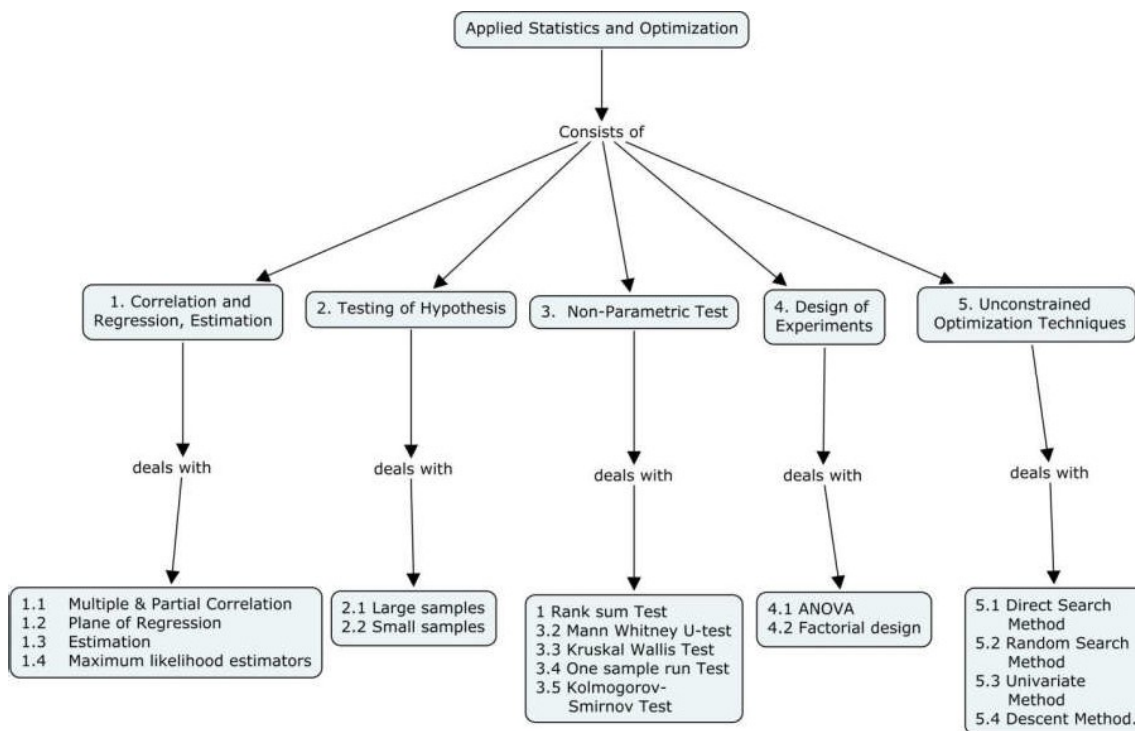 Applied Statistics and Optimization
Consists of
1. Correlation and
Regression, Estimation
2. Testing of Hypothesis
3. Non-Parametric Test
4. Design of
Experiments
5. Unconstrained
Optimization Techniques
deals with
deals with
deals with
deals with
deals with
1.1 Multiple & Partial Correlation
1.2 Plane of Regression
1.3 Estimation
1.4 Maximum likelihood estimators
2.1 Large samples
2.2 Small samples
1 Rank sum Test
3.2 Mann Whitney U-test
3.3 Kruskal Wallis Test
3.4 One sample run Test
3.5 Kolmogorov-
Smirnov Test
4.1 ANOVA
4.2 Factorial design
5.1 Direct Search
Method
5.2 Random Search
Method
5.3 Univariate
Method
5.4 Descent Method.